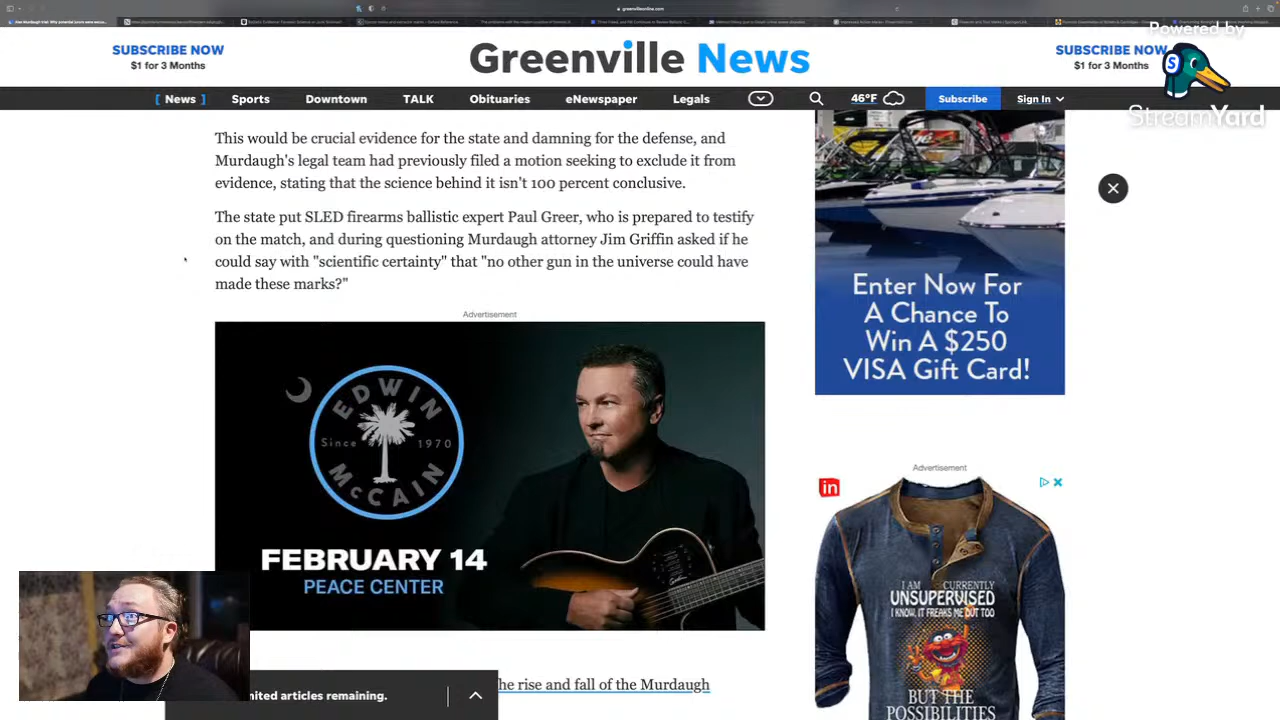 greenvilleonline.com
SUBSCRIBE NOW
$1 for 3 Months
Greenville News
SUBSCRIBE NOW
$1 for 3 Months
Powered by
S
StreamYard
[ News ]
Sports
Downtown
TALK
Obituaries
eNewspaper
Legals
46°F
Subscribe
Sign In
This would be crucial evidence for the state and damning for the defense, and
Murdaugh's legal team had previously filed a motion seeking to exclude it from
evidence, stating that the science behind it isn't 100 percent conclusive.
The state put SLED firearms ballistic expert Paul Greer, who is prepared to testify
on the match, and during questioning Murdaugh attorney Jim Griffin asked if he
could say with "scientific certainty" that "no other gun in the universe could have
made these marks?"
Advertisement
EDWIN
Since 1970
McCAIN
FEBRUARY 14
PEACE CENTER
Enter Now For
A Chance To
Win A $250
VISA Gift Card!
Advertisement
in
I AM CURRENTLY
UNSUPERVISED
I KNOW, IT FREAKS ME OUT TOO
BUT THE
POSSIBILITIES
he rise and fall of the Murdaugh
nited articles remaining.